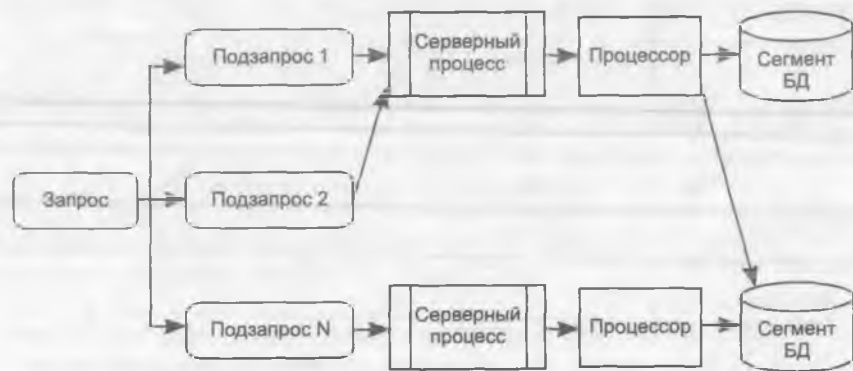 Подзапрос 1
Серверный
процесс
Процессор
Сегмент
БД
Запрос
Подзапрос 2
Подзапрос N
Серверный
процесс
Процессор
Сегмент
БД